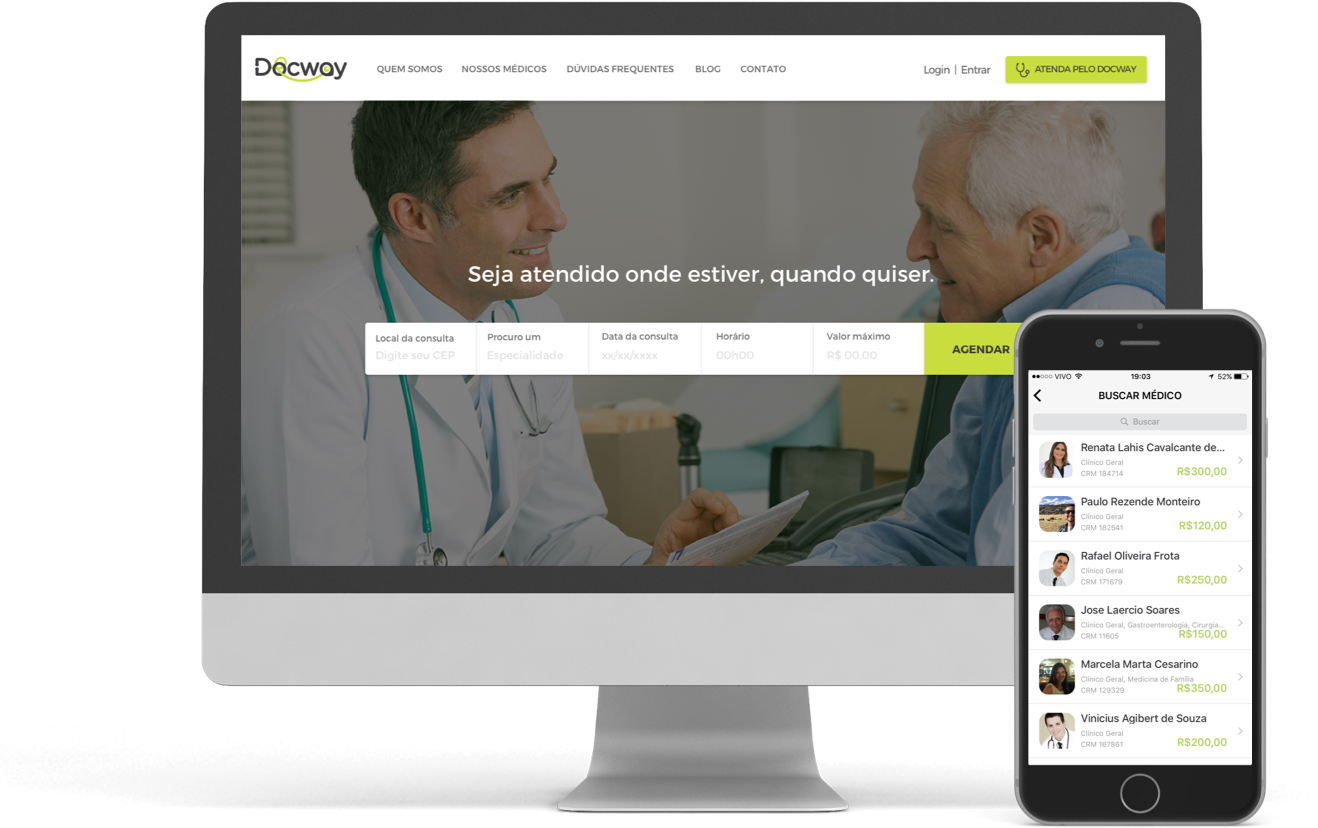 Docway
QUEM SOMOS NOSSOS MÉDICOS DÚVIDAS FREQUENTES BLOG CONTATO
Login | Entrar
ATENDA PELO DOCWAY
Seja atendido onde estiver, quando quiser.
Local da consulta
Digite seu CEP
Procuro um
Especialidade
Data da consulta
xx/xx/xxxx
Horário
00h00
Valor máximo
R$ 00,00
AGENDAR
VIVO 19:03 52%
BUSCAR MÉDICO
Buscar
Renata Lahis Cavalcante de...
Clínico Geral
CRM 184714
R$300,00
Paulo Rezende Monteiro
Clínico Geral
CRM 182541
R$120,00
Rafael Oliveira Frota
Clínico Geral
CRM 171679
R$250,00
Jose Laercio Soares
Clínico Geral, Gastroenterologia, Cirurgia...
CRM 11605
R$150,00
Marcela Marta Cesarino
Clínico Geral, Medicina de Família
CRM 129329
R$350,00
Vinicius Agibert de Souza
Clínico Geral
CRM 167861
R$200,00